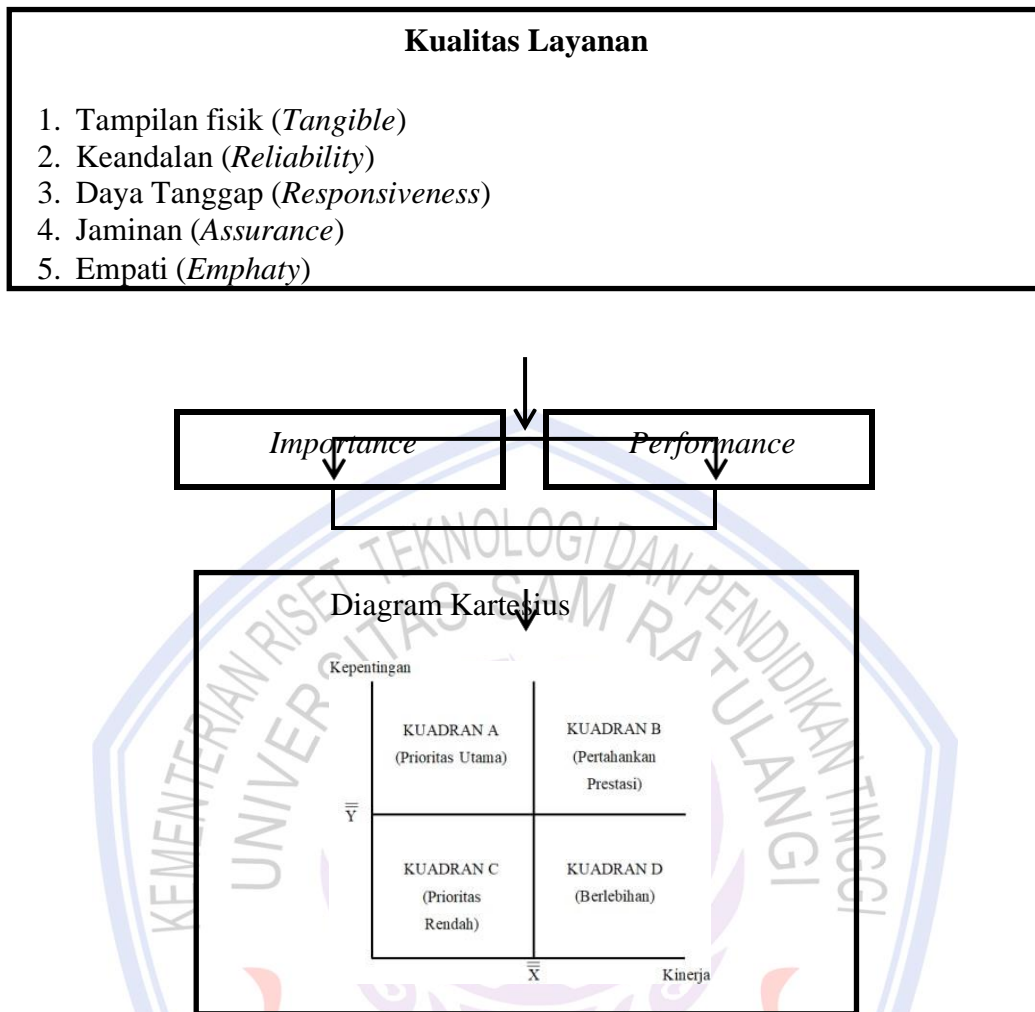 Kualitas Layanan
1. Tampilan fisik (Tangible)
2. Keandalan (Reliability)
3. Daya Tanggap (Responsiveness)
4. Jaminan (Assurance)
5. Empati (Emphaty)
Importance
Performance
KEMENTERIAN RISET TEKNOLOGI DAN PENDIDIKAN TINGGI
UNIVERSITAS SAM RATULANGI
Diagram Kartesius
Kepentingan
KUADRAN A
(Prioritas Utama)
KUADRAN B
(Pertahankan
Prestasi)
Y
KUADRAN C
(Prioritas
Rendah)
KUADRAN D
(Berlebihan)
X
Kinerja